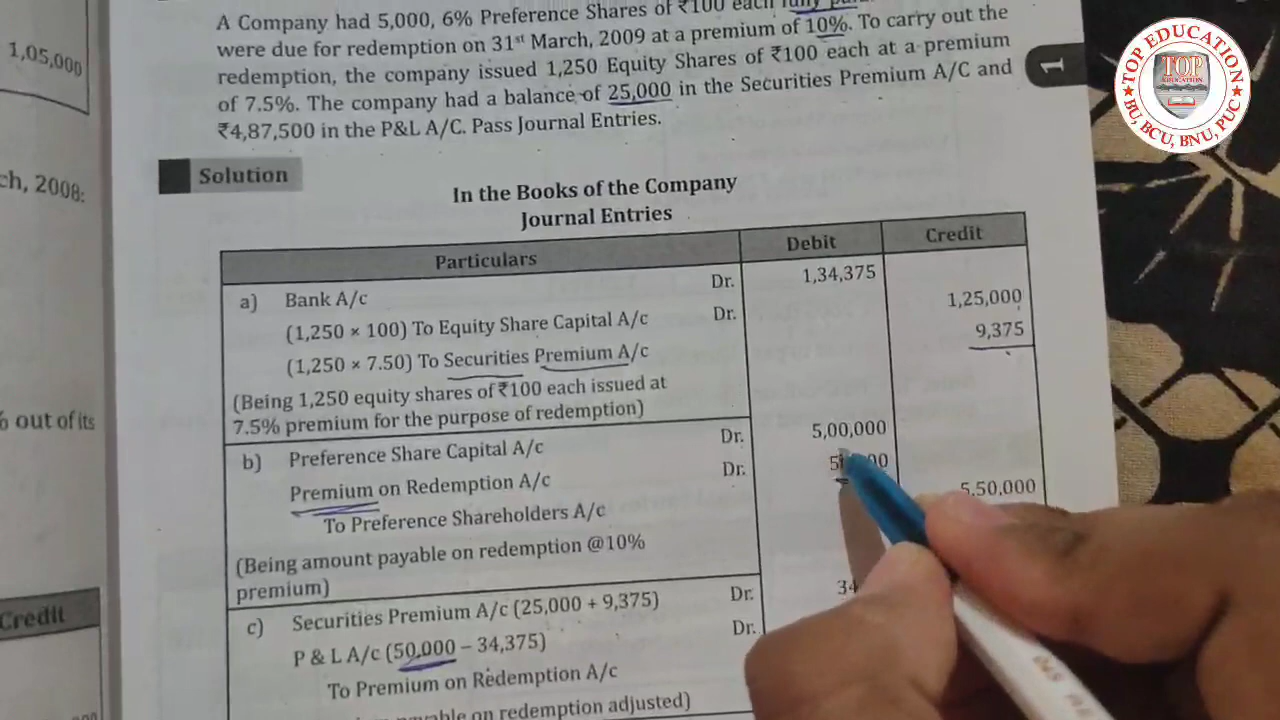 A Company had 5,000, 6% Preference Shares of ₹100 each fully
were due for redemption on 31st March, 2009 at a premium of 10%. To carry out the
redemption, the company issued 1,250 Equity Shares of ₹100 each at a premium
of 7.5%. The company had a balance of 25,000 in the Securities Premium A/C and
₹4,87,500 in the P&L A/C. Pass Journal Entries.
1,05,000
ch, 2008:
% out of its
Credit
1
TOP EDUCATION
TOP
EDUCATION
BU, BCU, BNU, PUC
Solution
In the Books of the Company
Journal Entries
Particulars Debit Credit
a) Bank A/c Dr. 1,34,375
(1,250 × 100) To Equity Share Capital A/c Dr. 1,25,000
(1,250 × 7.50) To Securities Premium A/c 9,375
(Being 1,250 equity shares of ₹100 each issued at
7.5% premium for the purpose of redemption)
b) Preference Share Capital A/c Dr. 5,00,000
Premium on Redemption A/c Dr.
To Preference Shareholders A/c 5,50,000
(Being amount payable on redemption @10%
premium)
c) Securities Premium A/c (25,000 + 9,375) Dr. 34
P & L A/c (50,000 – 34,375) Dr.
To Premium on Redemption A/c
payable on redemption adjusted)